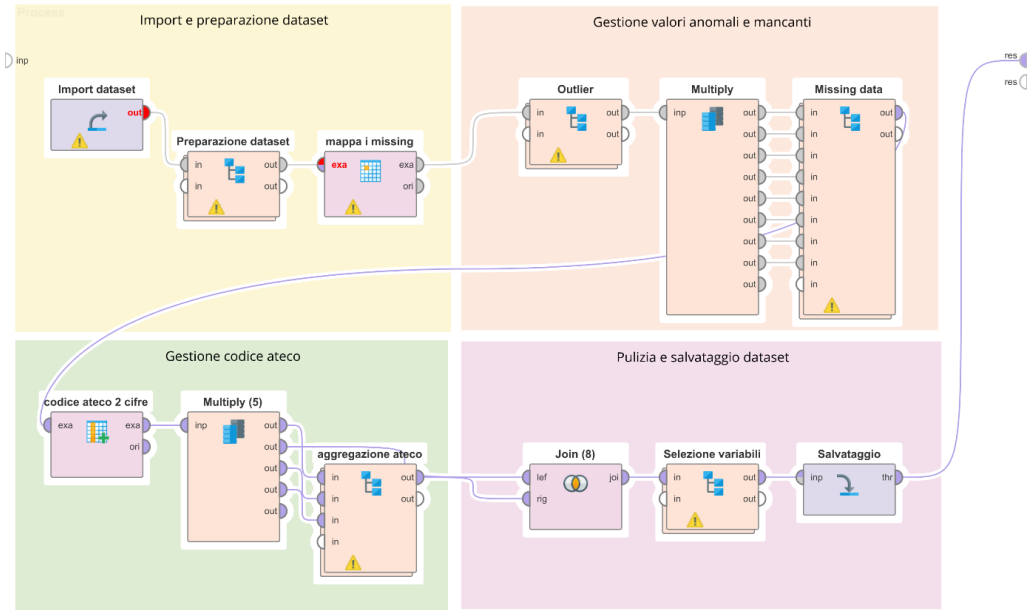 Process
Import e preparazione dataset
Gestione valori anomali e mancanti
inp
res
res
Import dataset
out
Preparazione dataset
in out
in out
mappa i missing
exa exa
ori
Outlier
in out
in out
Multiply
inp out
out
out
out
out
out
out
out
out
Missing data
in out
in out
in
in
in
in
in
in
in
Gestione codice ateco
Pulizia e salvataggio dataset
codice ateco 2 cifre
exa exa
ori
Multiply (5)
inp out
out
out
out
out
aggregazione ateco
in out
in out
in
in
Join (8)
lef joi
rig
Selezione variabili
in out
in out
Salvataggio
inp thr